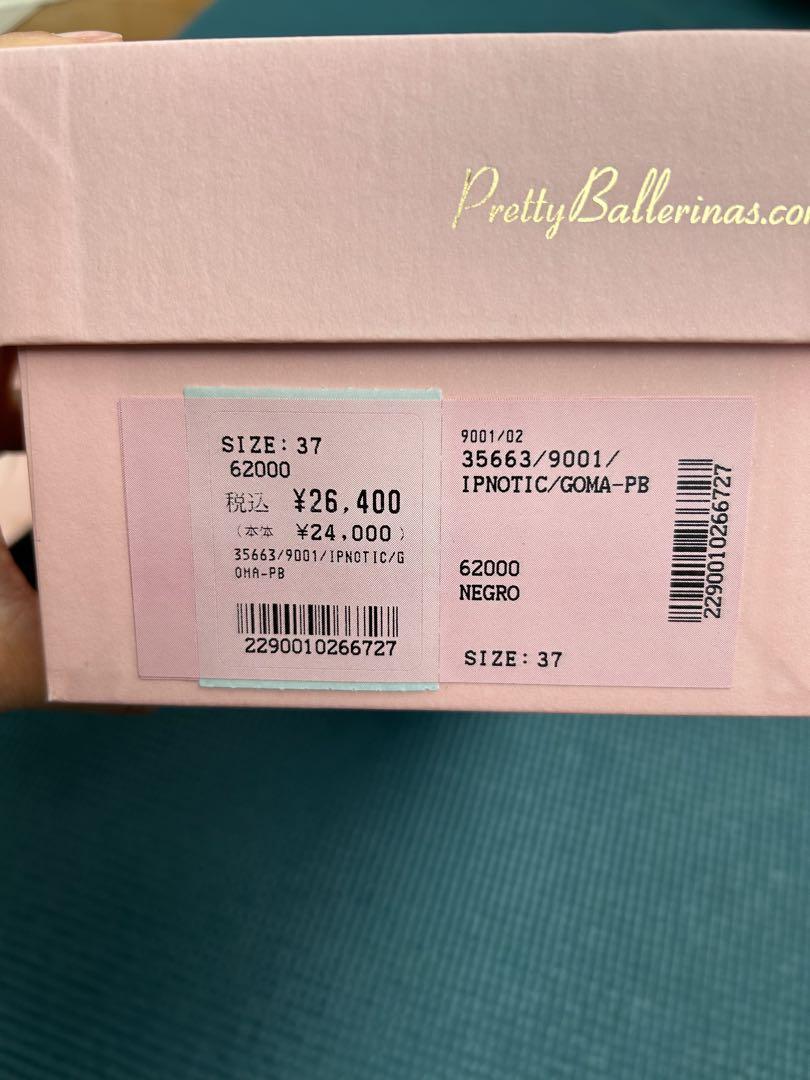 PrettyBallerinas.co
SIZE: 37
62000
税込 ¥26,400
(本体 ¥24,000)
35663/9001/IPNOTIC/G
OMA-PB
2290010266727
9001/02
35663/9001/
IPNOTIC/GOMA-PB
62000
NEGRO
SIZE: 37
2290010266727